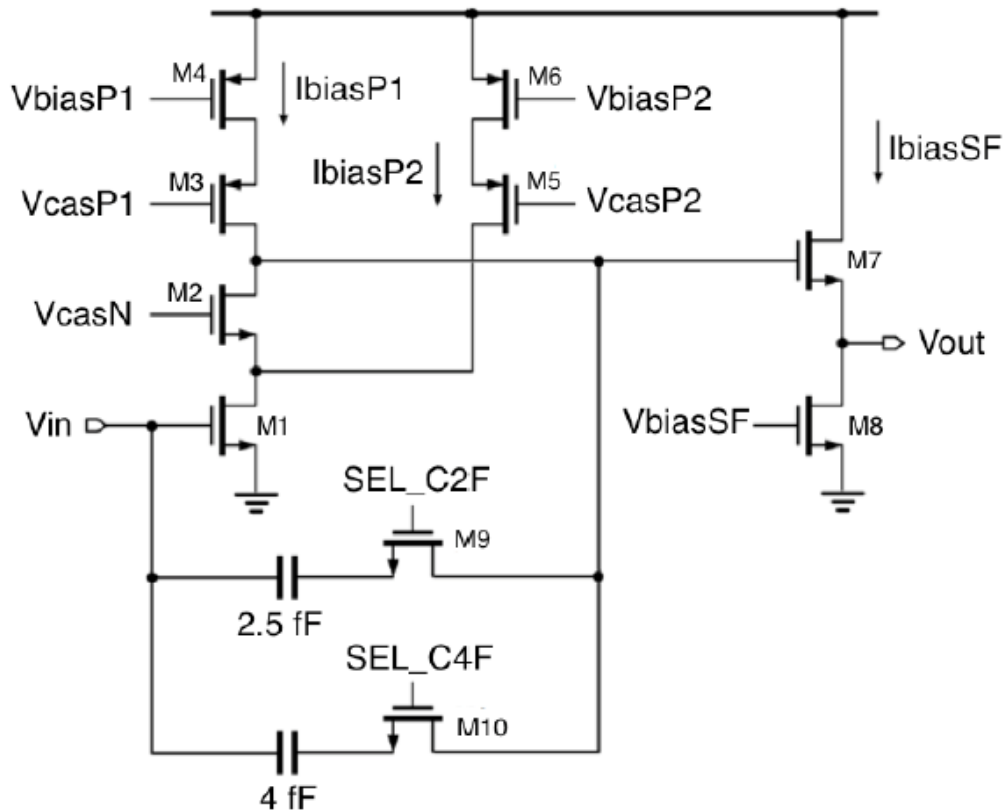 M4
IbiasP1
M6
VbiasP1
VbiasP2
IbiasSF
M3
IbiasP2
M5
VcasP1
VcasP2
M7
M2
VcasN
Vout
Vin
M1
VbiasSF
M8
SEL_C2F
M9
2.5 fF
SEL_C4F
M10
4 fF